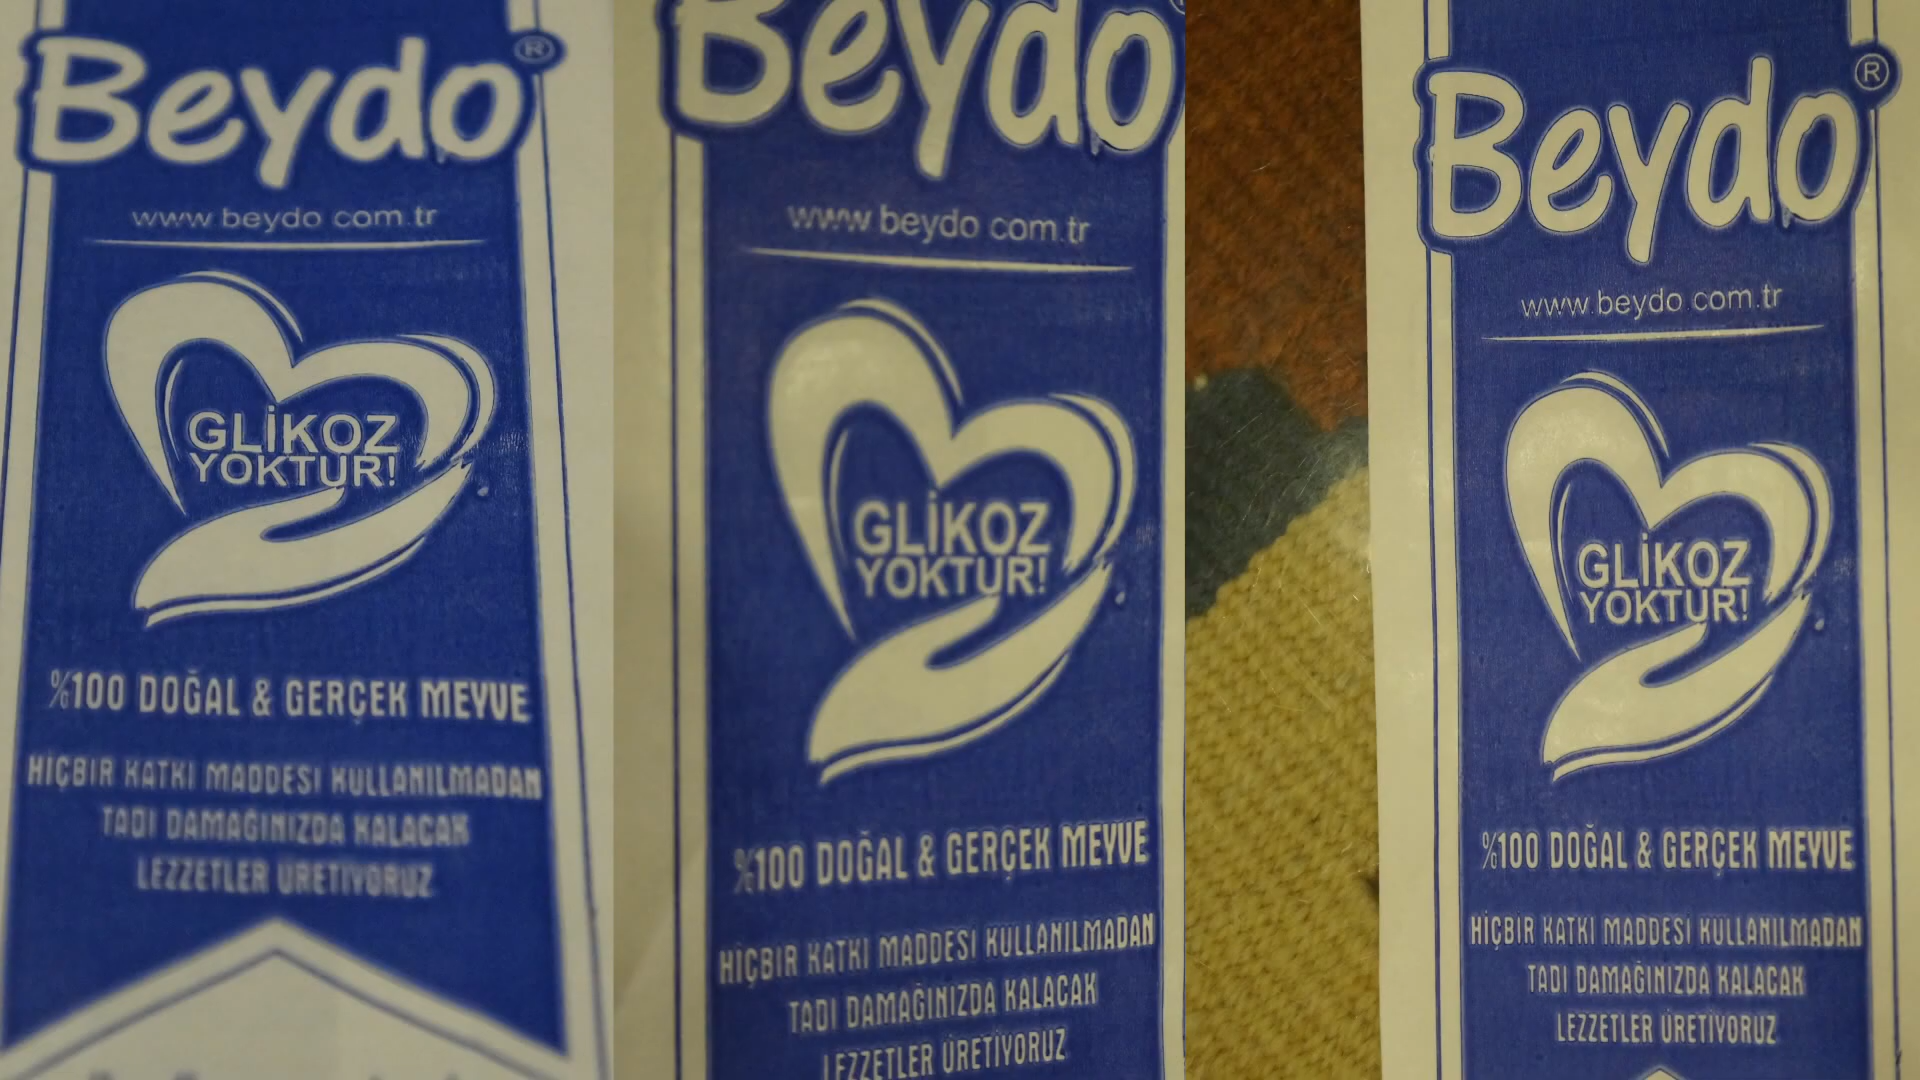 Beydo®
www.beydo.com.tr
GLİKOZ
YOKTUR!
%100 DOĞAL & GERÇEK MEYVE
HİÇBİR KATKI MADDESİ KULLANILMADAN
TADI DAMAĞINIZDA KALACAK
LEZZETLER ÜRETİYORUZ
Beydo
www.beydo.com.tr
GLİKOZ
YOKTUR!
%100 DOĞAL & GERÇEK MEYVE
HİÇBİR KATKI MADDESİ KULLANILMADAN
TADI DAMAĞINIZDA KALACAK
LEZZETLER ÜRETİYORUZ
Beydo®
www.beydo.com.tr
GLİKOZ
YOKTUR!
%100 DOĞAL & GERÇEK MEYVE
HİÇBİR KATKI MADDESİ KULLANILMADAN
TADI DAMAĞINIZDA KALACAK
LEZZETLER ÜRETİYORUZ